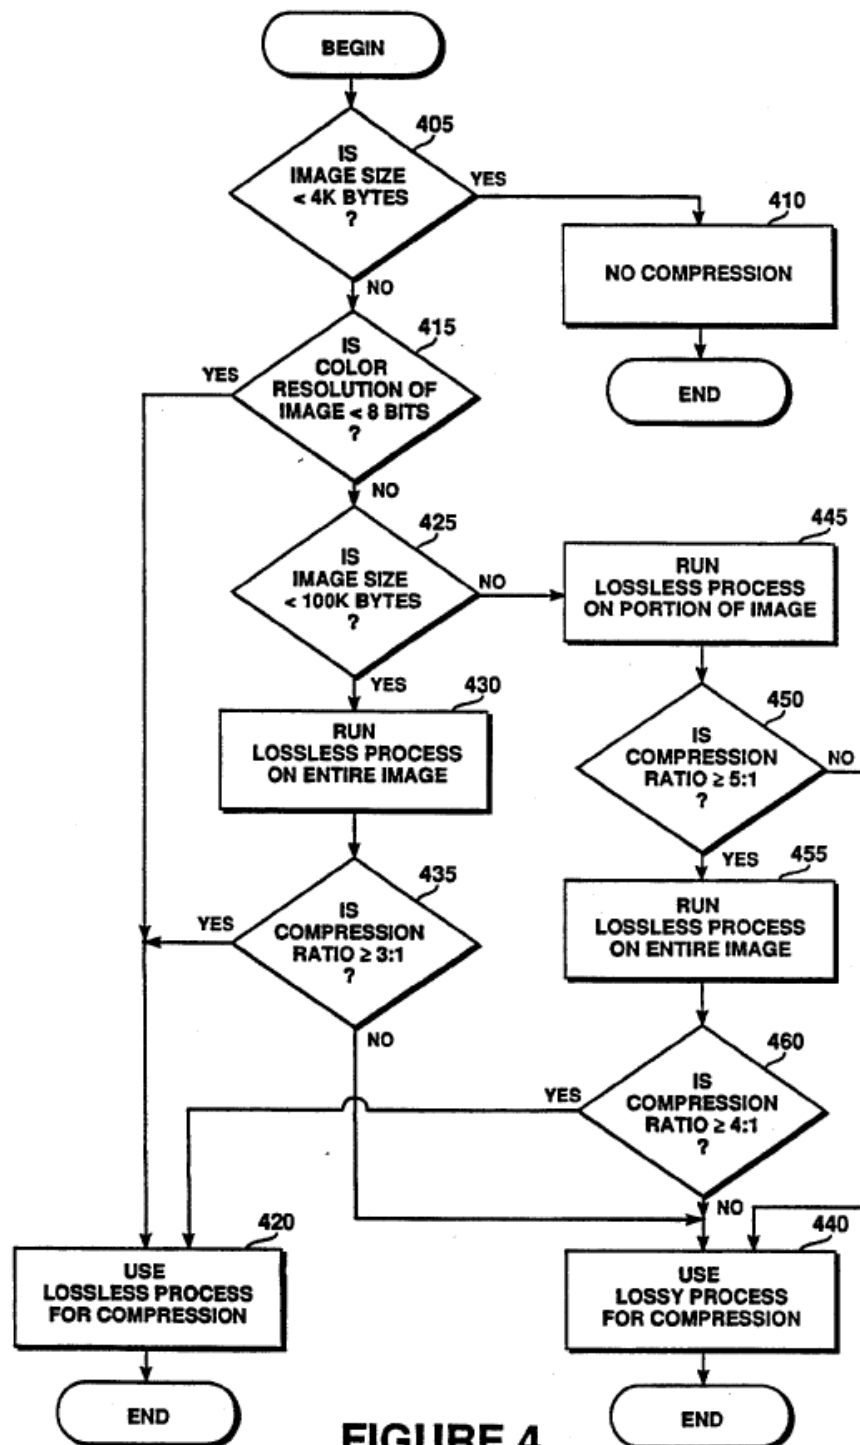 BEGIN
405
IS
IMAGE SIZE
< 4K BYTES
?
YES
410
NO COMPRESSION
END
NO
415
IS
COLOR
RESOLUTION OF
IMAGE < 8 BITS
?
YES
NO
425
IS
IMAGE SIZE
< 100K BYTES
?
NO
445
RUN
LOSSLESS PROCESS
ON PORTION OF IMAGE
YES
430
RUN
LOSSLESS PROCESS
ON ENTIRE IMAGE
450
IS
COMPRESSION
RATIO ≥ 5:1
?
NO
YES
455
RUN
LOSSLESS PROCESS
ON ENTIRE IMAGE
435
IS
COMPRESSION
RATIO ≥ 3:1
?
YES
NO
460
IS
COMPRESSION
RATIO ≥ 4:1
?
YES
NO
420
USE
LOSSLESS PROCESS
FOR COMPRESSION
END
440
USE
LOSSY PROCESS
FOR COMPRESSION
END
FIGURE 4